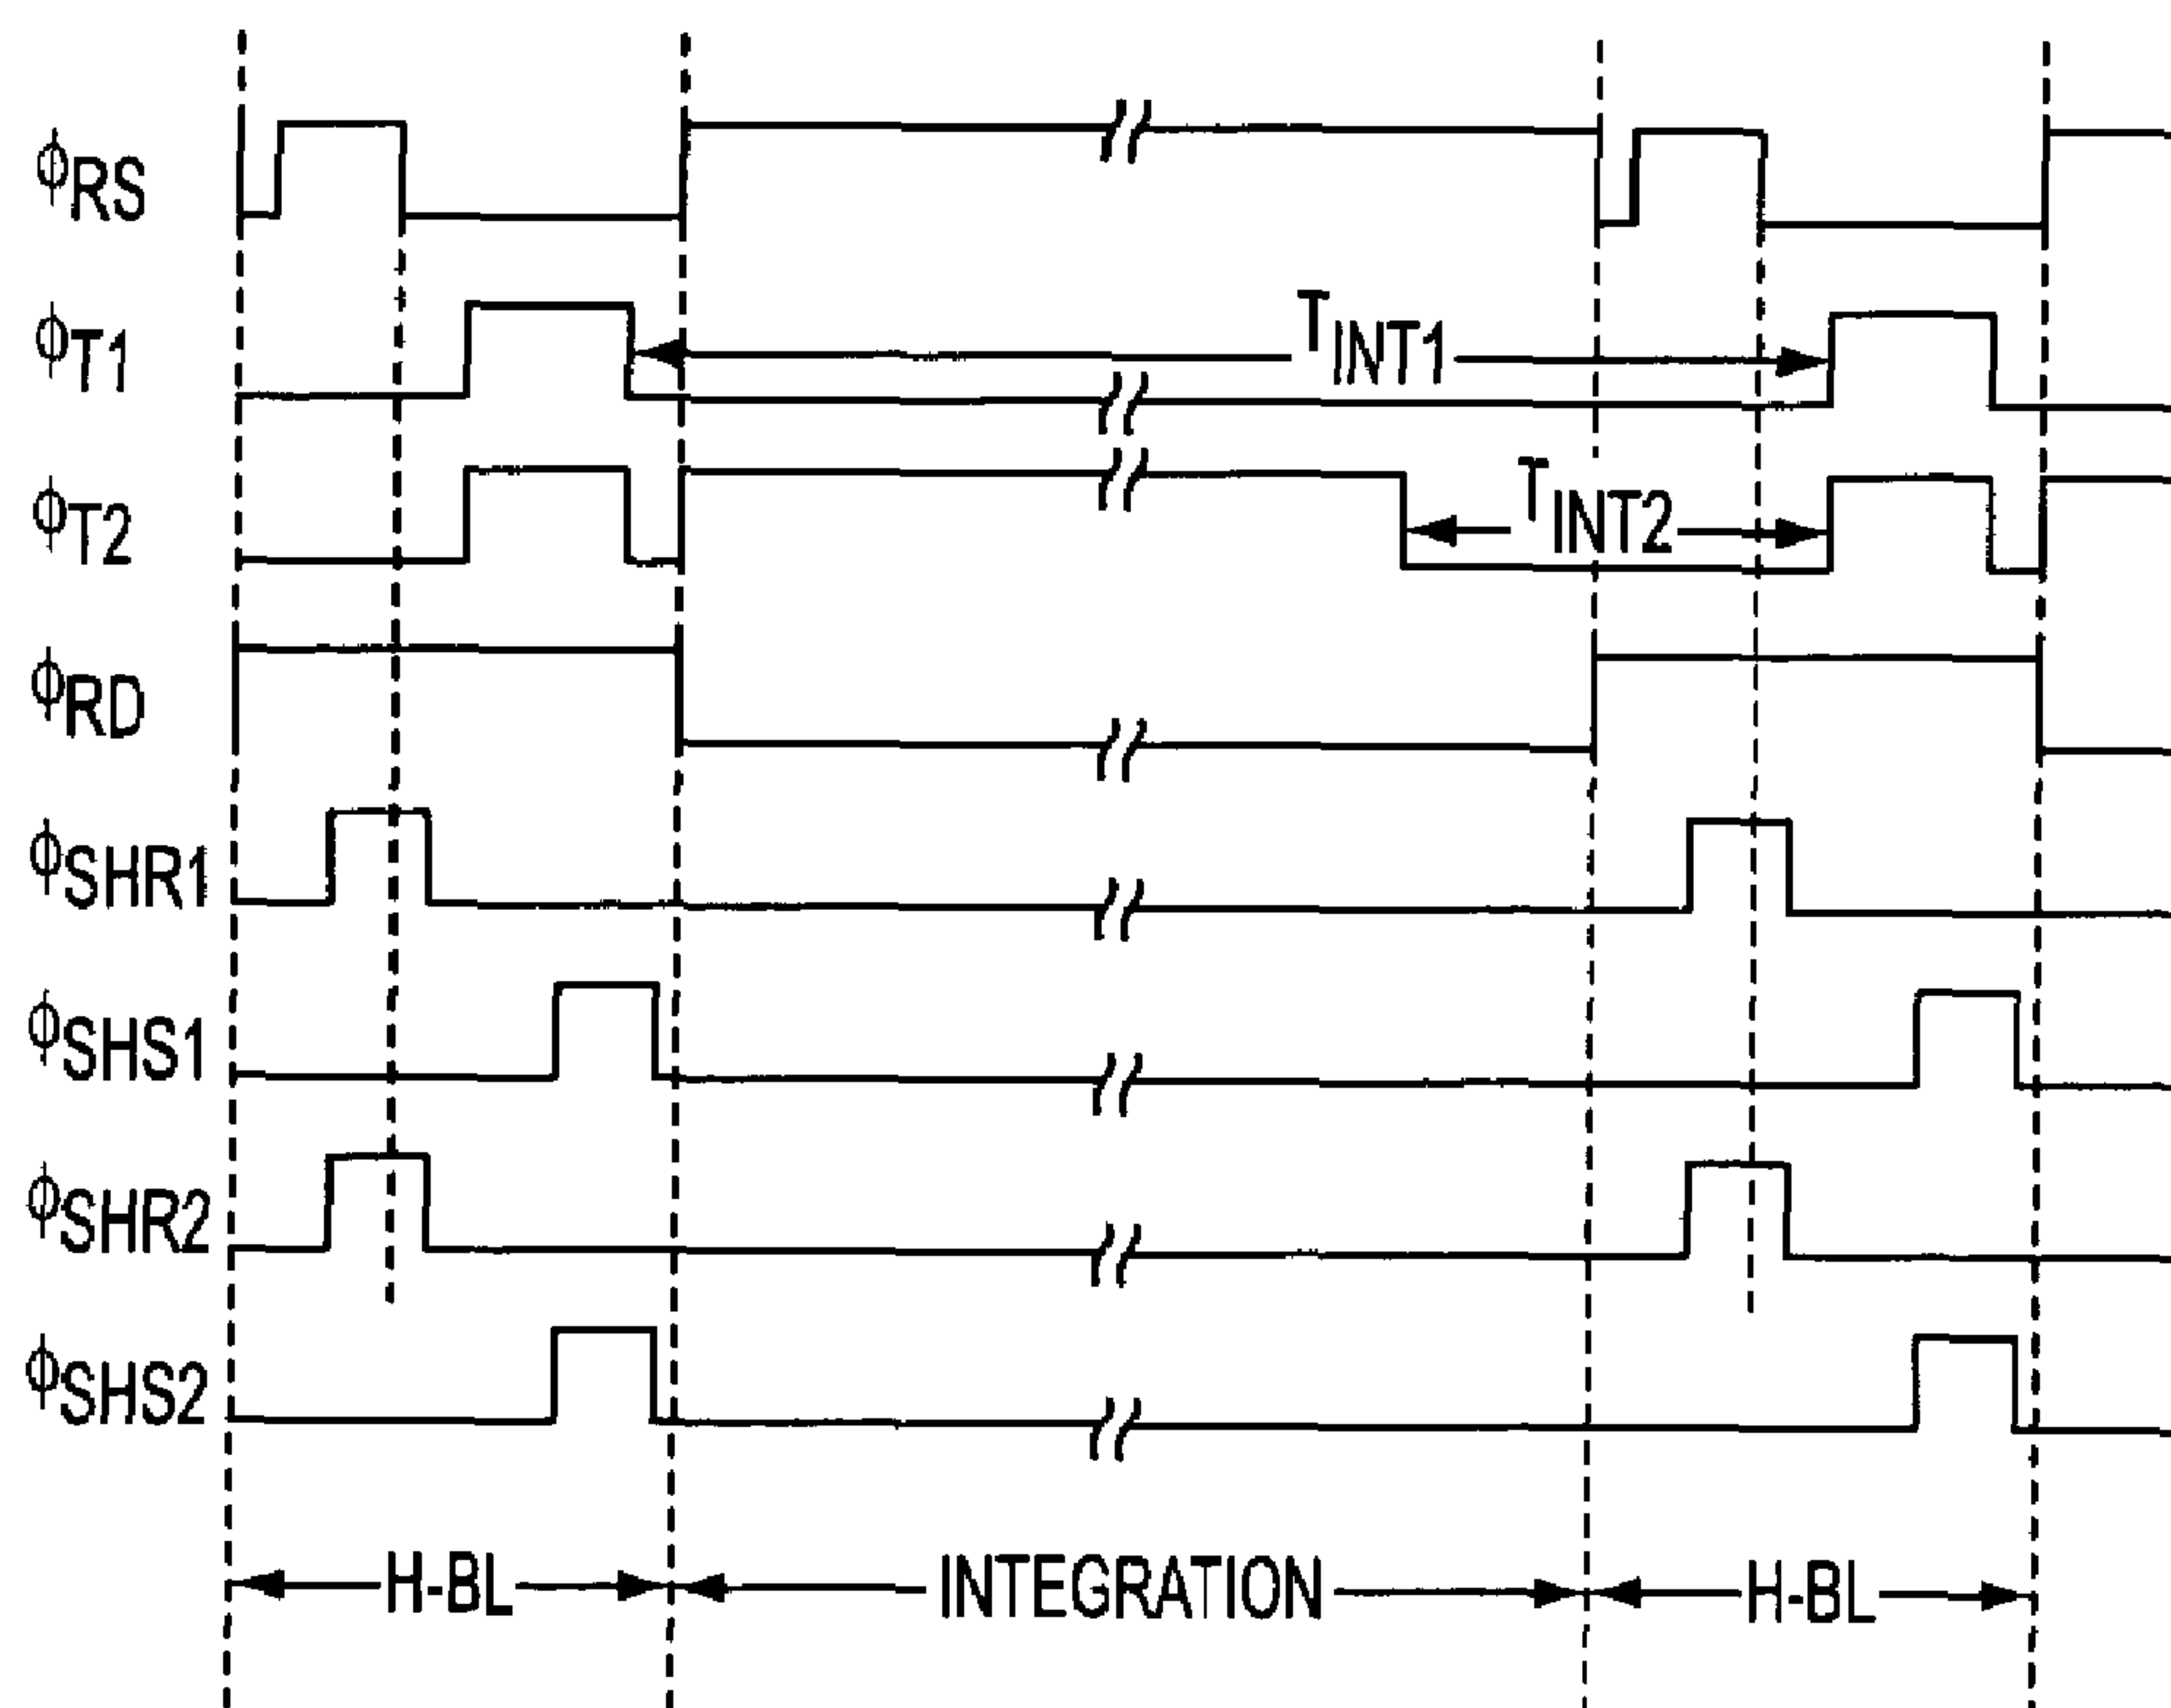 ϕRS
ϕT1
TINT1
ϕT2
TINT2
ϕRD
ϕSHR1
ϕSHS1
ϕSHR2
ϕSHS2
H-BL INTEGRATION H-BL